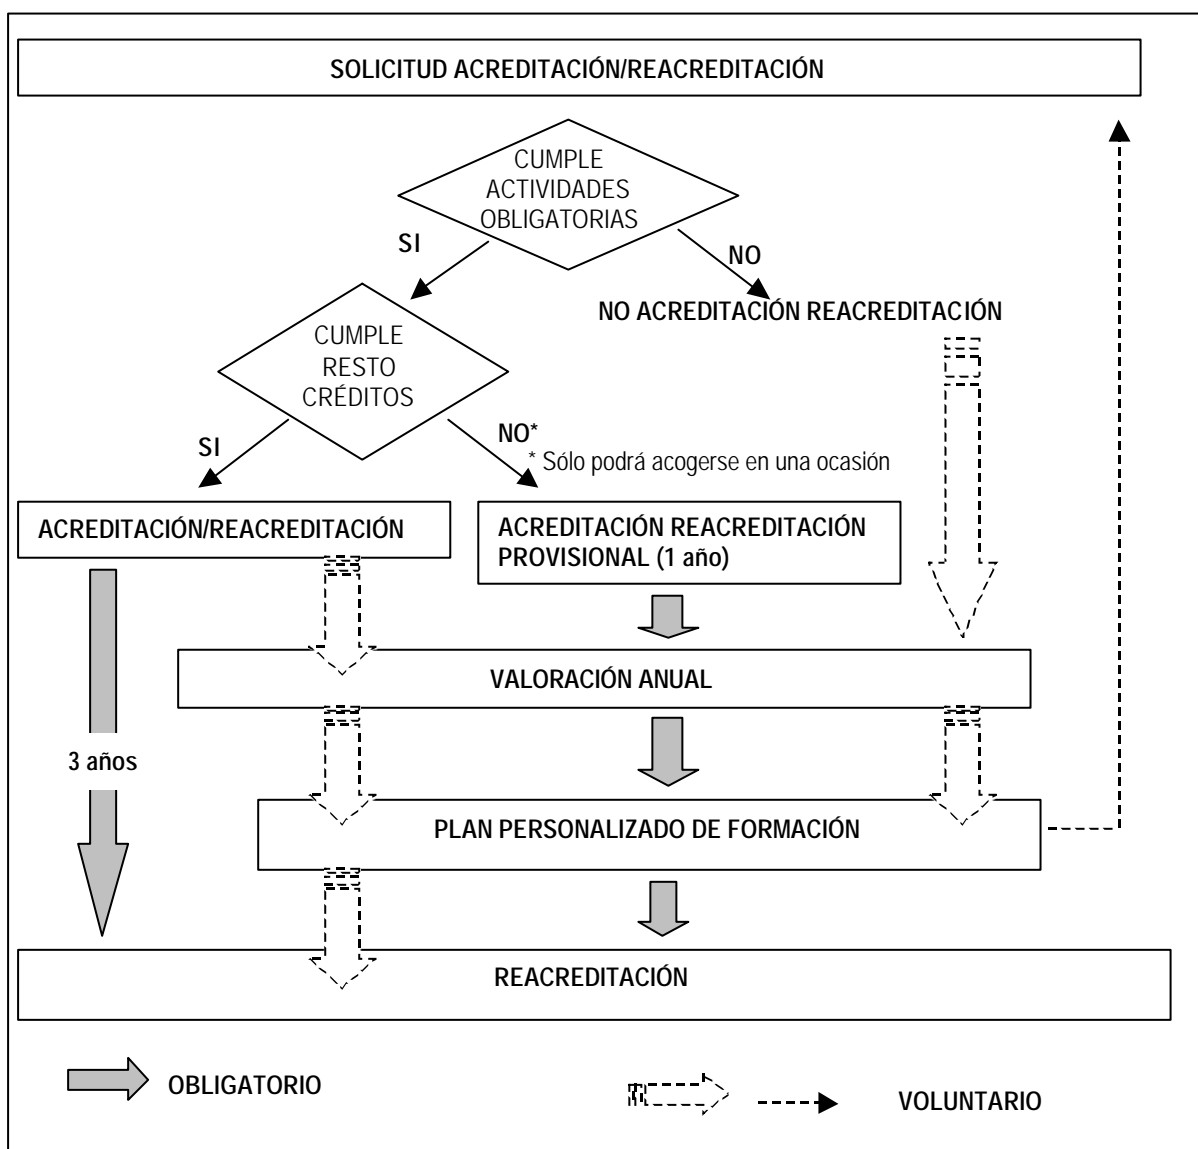 SOLICITUD ACREDITACIÓN/REACREDITACIÓN
CUMPLE
ACTIVIDADES
OBLIGATORIAS
SI
NO
NO ACREDITACIÓN REACREDITACIÓN
CUMPLE
RESTO
CRÉDITOS
SI
NO*
* Sólo podrá acogerse en una ocasión
ACREDITACIÓN/REACREDITACIÓN
ACREDITACIÓN REACREDITACIÓN
PROVISIONAL (1 año)
VALORACIÓN ANUAL
3 años
PLAN PERSONALIZADO DE FORMACIÓN
REACREDITACIÓN
OBLIGATORIO
VOLUNTARIO